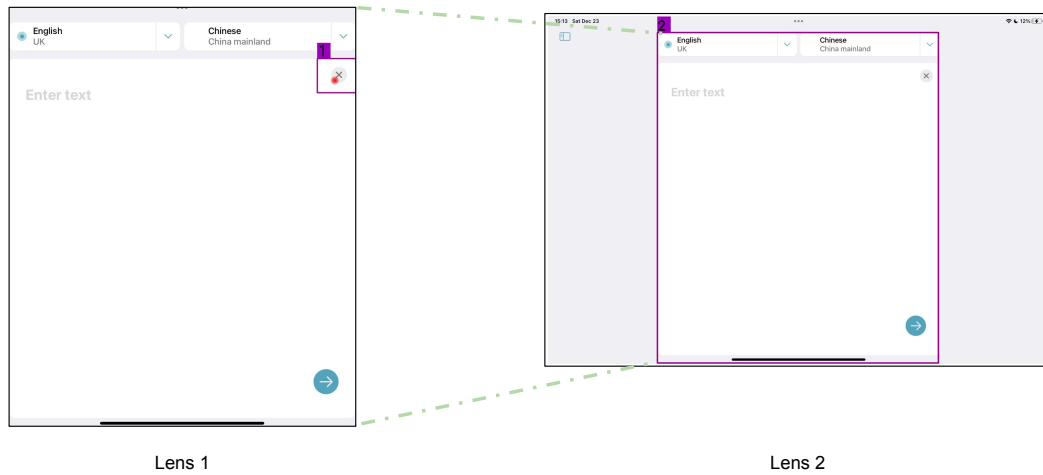 English
UK
Chinese
China mainland
1
Enter text
Lens 1
15:13 Sat Dec 23
12%
2
English
UK
Chinese
China mainland
Enter text
Lens 2